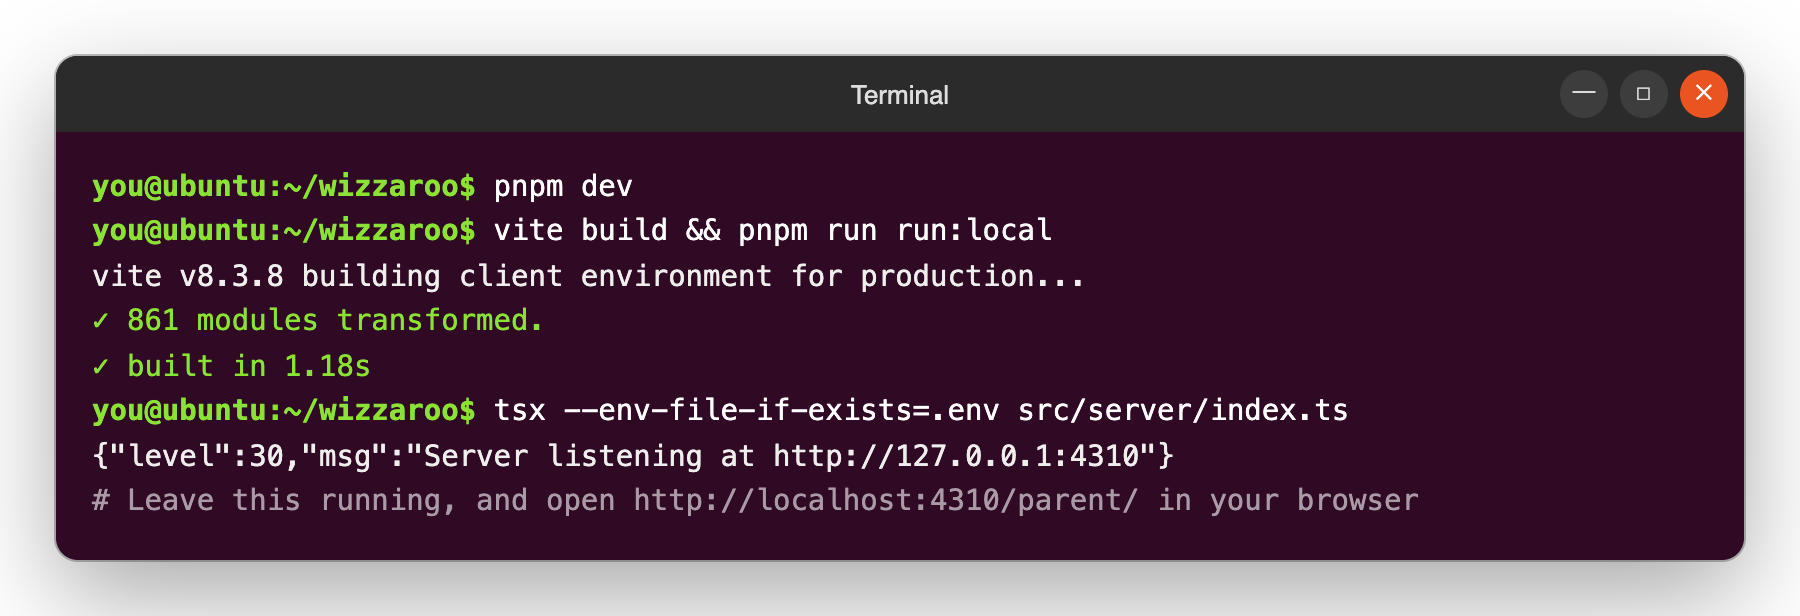 Terminal
you@ubuntu:~/wizzaroo$ pnpm dev
you@ubuntu:~/wizzaroo$ vite build && pnpm run run:local
vite v8.3.8 building client environment for production...
✓ 861 modules transformed.
✓ built in 1.18s
you@ubuntu:~/wizzaroo$ tsx --env-file-if-exists=.env src/server/index.ts
{"level":30,"msg":"Server listening at http://127.0.0.1:4310"}
# Leave this running, and open http://localhost:4310/parent/ in your browser